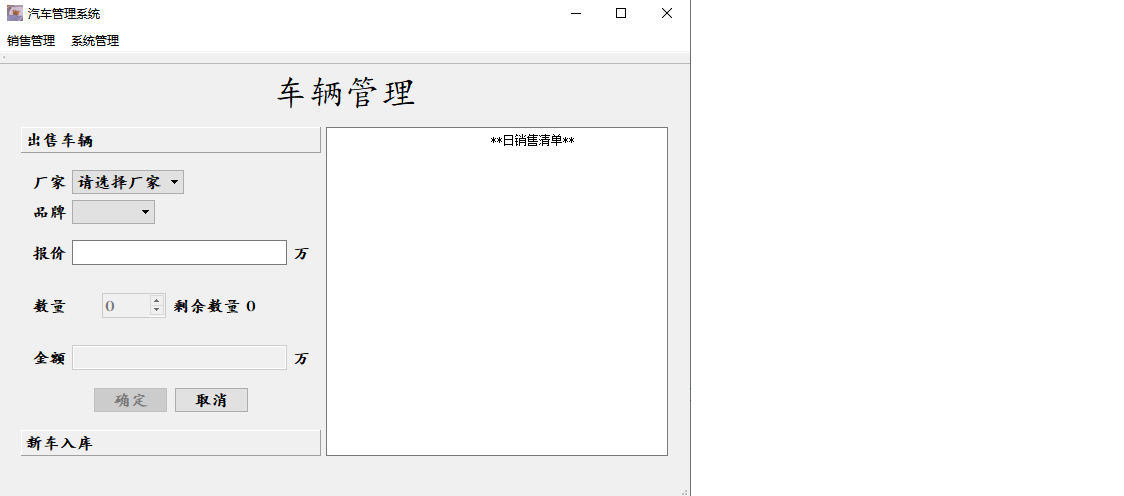 汽车管理系统
销售管理 系统管理
车辆管理
出售车辆
厂家 请选择厂家
品牌
报价 万
数量 0 剩余数量 0
金额 万
确定 取消
新车入库
**日销售清单**